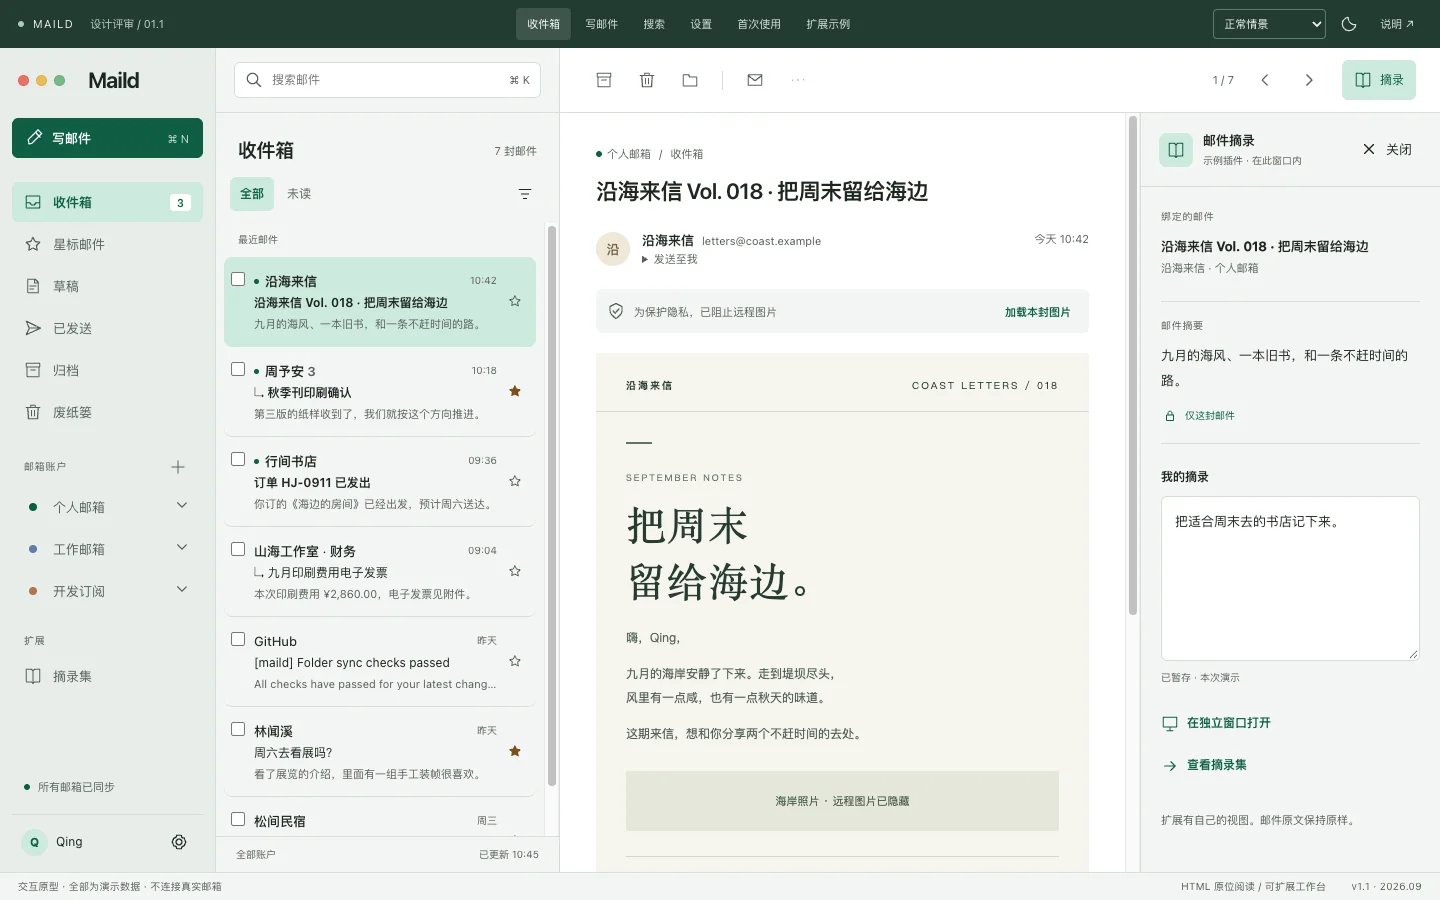 MAILD 设计评审 / 01.1 收件箱 写邮件 搜索 设置 首次使用 扩展示例 正常情景 说明 ↗
Maild
写邮件 ⌘ N
收件箱 3
星标邮件
草稿
已发送
归档
废纸篓
邮箱账户
个人邮箱
工作邮箱
开发订阅
扩展
摘录集
所有邮箱已同步
Q Qing
搜索邮件 ⌘ K
收件箱 7 封邮件
全部 未读
最近邮件
沿海来信 10:42
沿海来信 Vol. 018 · 把周末留给海边
九月的海风、一本旧书，和一条不赶时间的路。
周予安 3 10:18
秋季刊印刷确认
第三版的纸样收到了，我们就按这个方向推进。
行间书店 09:36
订单 HJ-0911 已发出
你订的《海边的房间》已经出发，预计周六送达。
山海工作室 · 财务 09:04
九月印刷费用电子发票
本次印刷费用 ¥2,860.00，电子发票见附件。
GitHub 昨天
[maild] Folder sync checks passed
All checks have passed for your latest chang...
林闻溪 昨天
周六去看展吗?
看了展览的介绍，里面有一组手工装帧很喜欢。
松间民宿 周三
全部账户 已更新 10:45
1 / 7 摘录
个人邮箱 / 收件箱
沿海来信 Vol. 018 · 把周末留给海边
沿 沿海来信 letters@coast.example 今天 10:42
发送至我
为保护隐私，已阻止远程图片 加载本封图片
沿海来信 COAST LETTERS / 018
SEPTEMBER NOTES
把周末
留给海边。
嗨，Qing，
九月的海岸安静了下来。走到堤坝尽头，
风里有一点咸，也有一点秋天的味道。
这期来信，想和你分享两个不赶时间的去处。
海岸照片 · 远程图片已隐藏
邮件摘录 关闭
示例插件 · 在此窗口内
绑定的邮件
沿海来信 Vol. 018 · 把周末留给海边
沿海来信 · 个人邮箱
邮件摘要
九月的海风、一本旧书，和一条不赶时间的
路。
仅这封邮件
我的摘录
把适合周末去的书店记下来。
已暂存 · 本次演示
在独立窗口打开
查看摘录集
扩展有自己的视图。邮件原文保持原样。
交互原型 · 全部为演示数据 · 不连接真实邮箱 HTML 原位阅读 / 可扩展工作台 v1.1 · 2026.09